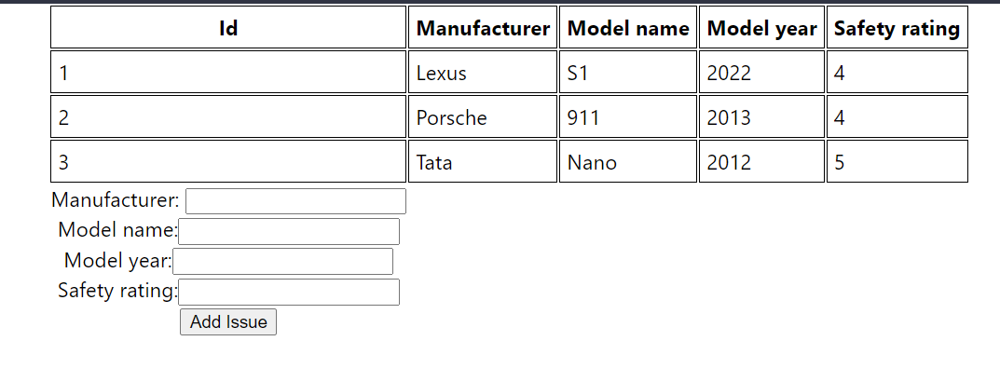 Id Manufacturer Model name Model year Safety rating
1 Lexus S1 2022 4
2 Porsche 911 2013 4
3 Tata Nano 2012 5
Manufacturer:
Model name:
Model year:
Safety rating:
Add Issue